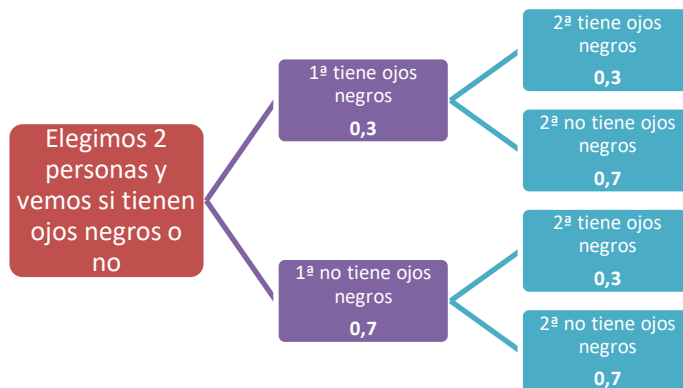 Elegimos 2
personas y
vemos si tienen
ojos negros o
no
1ª tiene ojos
negros
0,3
2ª tiene ojos
negros
0,3
2ª no tiene ojos
negros
0,7
1ª no tiene ojos
negros
0,7
2ª tiene ojos
negros
0,3
2ª no tiene ojos
negros
0,7